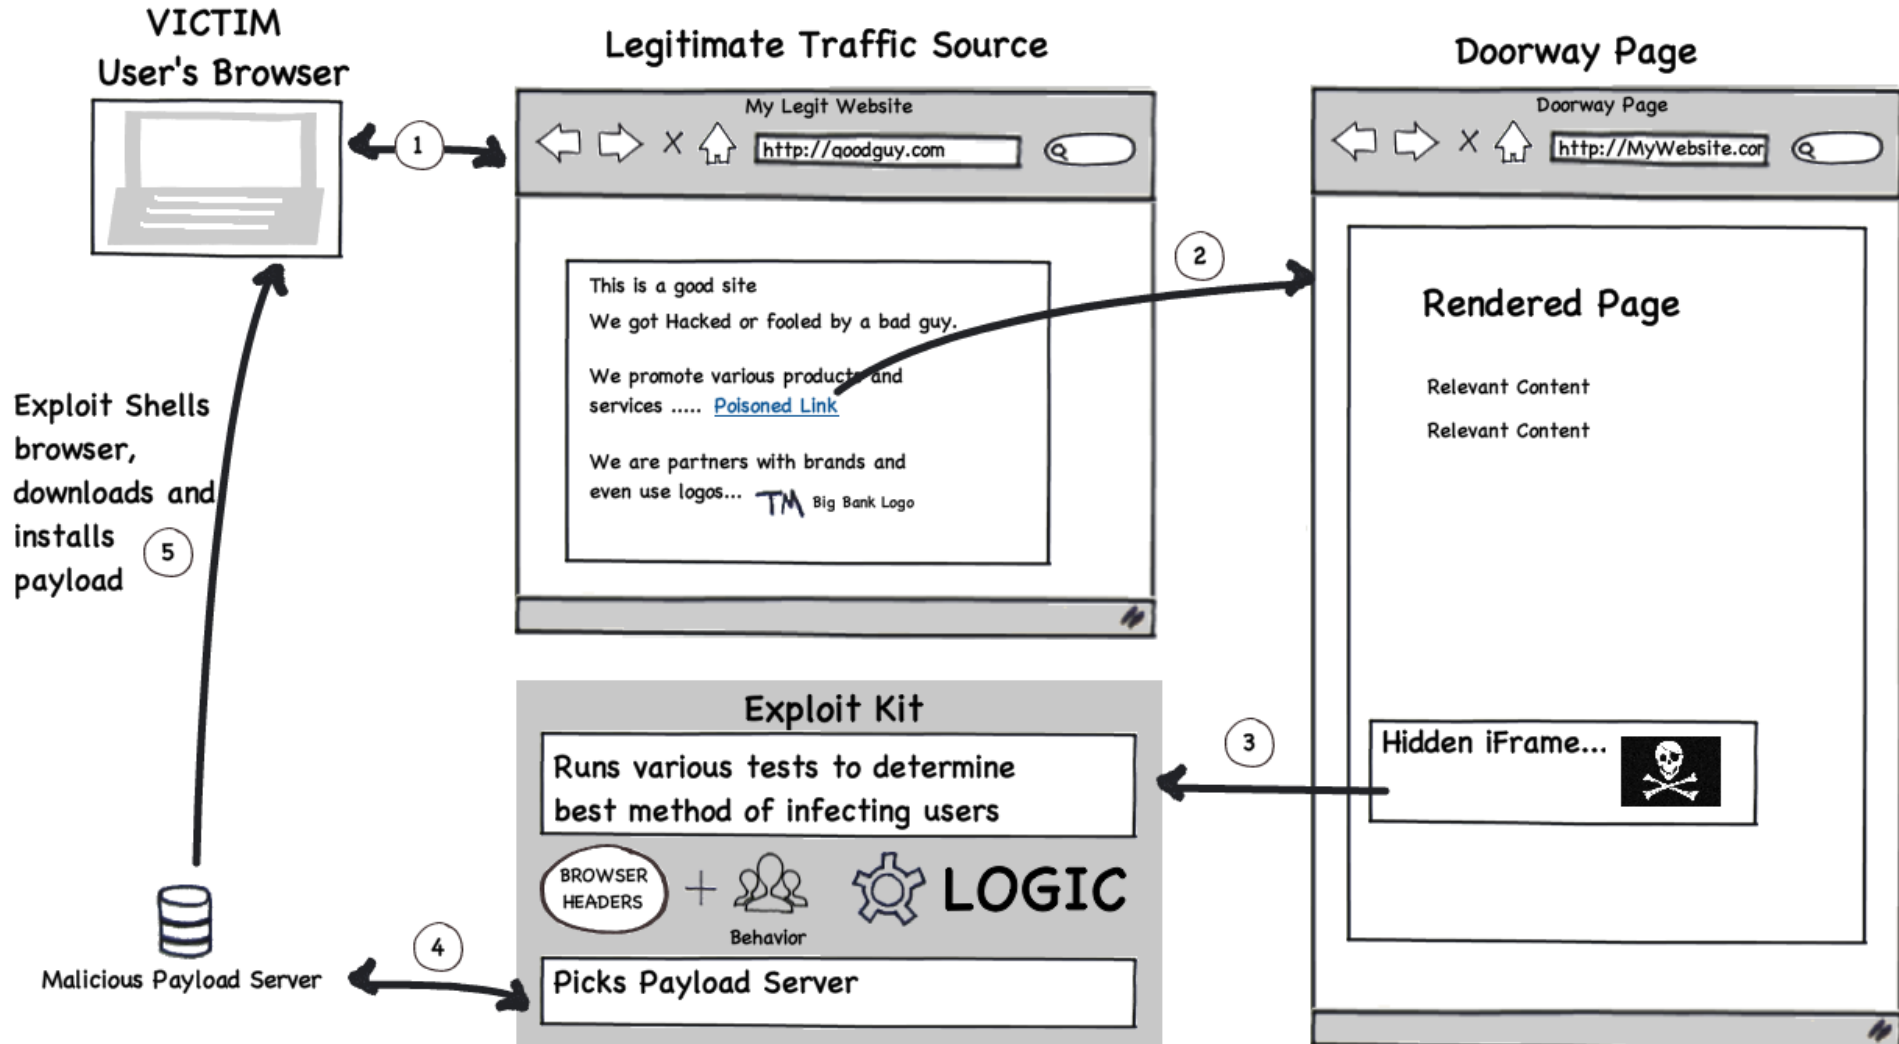 VICTIM
User's Browser
1
Legitimate Traffic Source
My Legit Website
X
http://goodguy.com
This is a good site
We got Hacked or fooled by a bad guy.
We promote various products and
services ..... Poisoned Link
We are partners with brands and
even use logos... TM Big Bank Logo
2
Doorway Page
Doorway Page
X
http://MyWebsite.cor
Rendered Page
Relevant Content
Relevant Content
Hidden iFrame...
3
Exploit Kit
Runs various tests to determine
best method of infecting users
BROWSER
HEADERS
+
Behavior
LOGIC
Picks Payload Server
4
Malicious Payload Server
5
Exploit Shells
browser,
downloads and
installs
payload